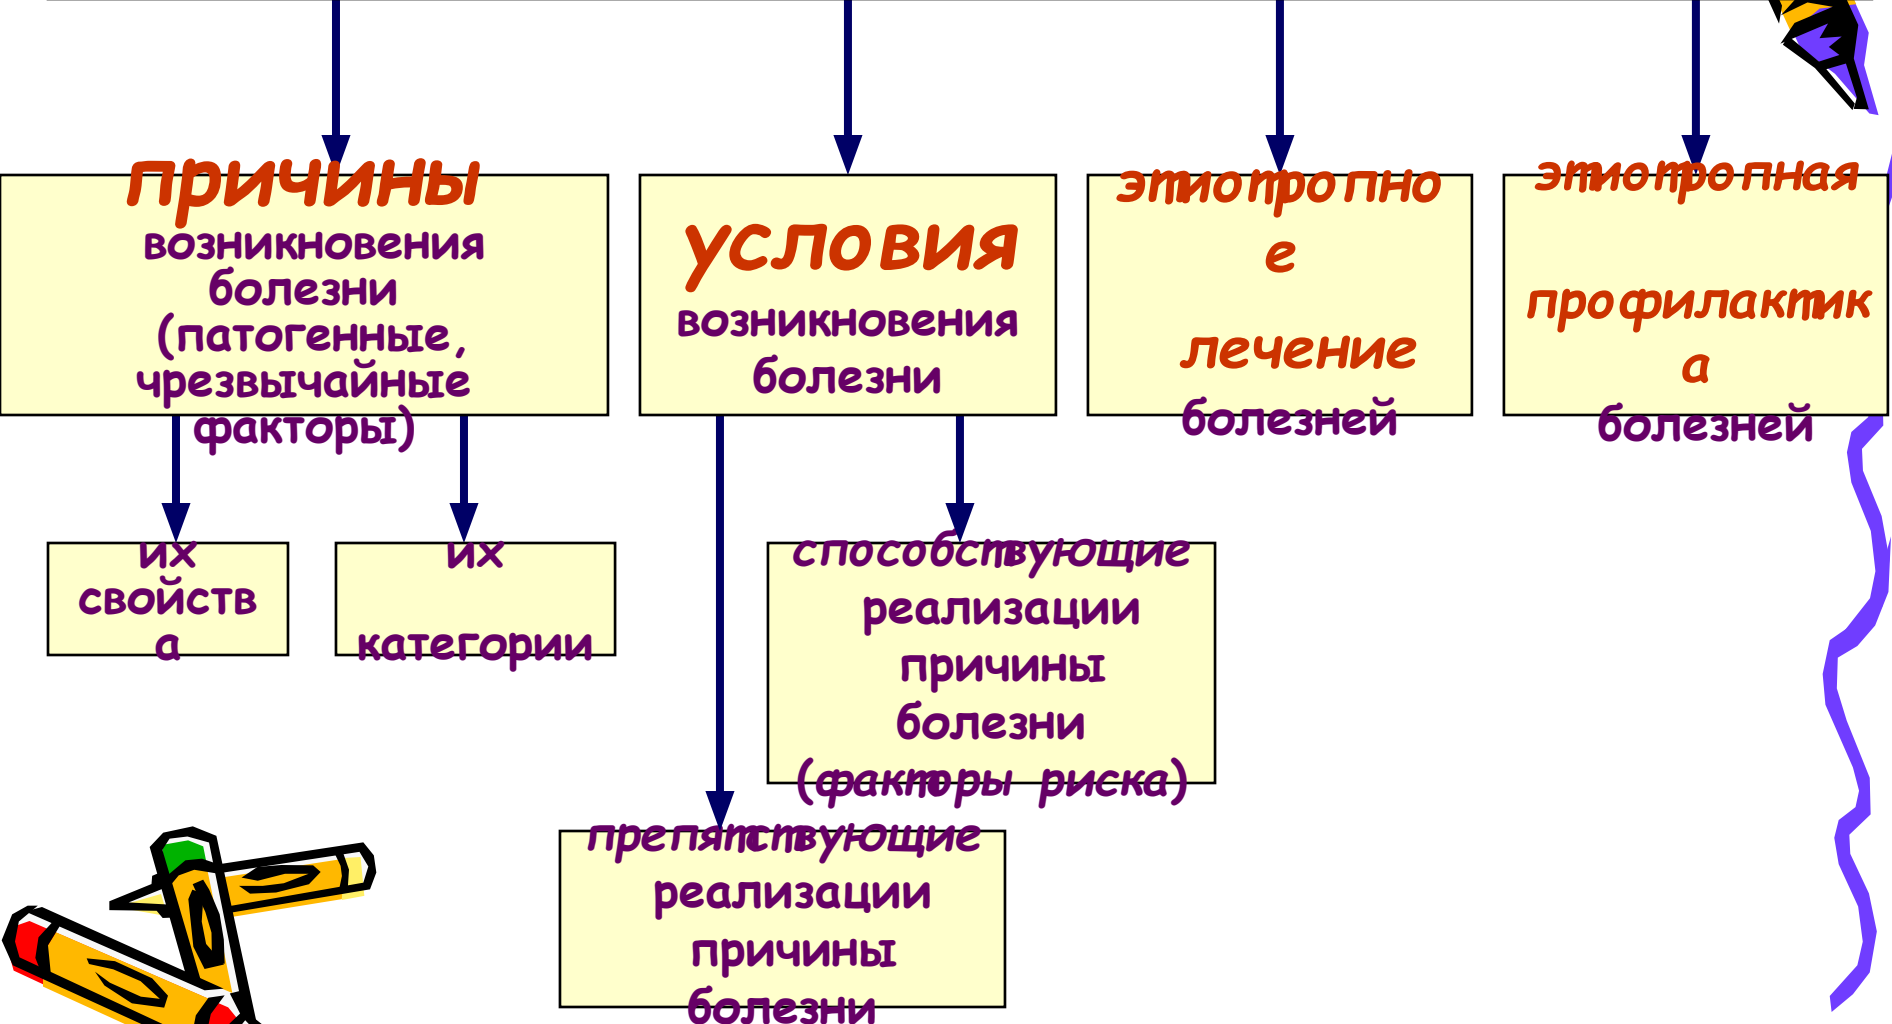 причины
возникновения
болезни
(патогенные,
чрезвычайные
факторы)
условия
возникновения
болезни
этиотропно
е
лечение
болезней
этиотропная
профилактик
а
болезней
их
свойств
а
их
категории
способствующие
реализации
причины
болезни
(факторы риска)
препятствующие
реализации
причины
болезни